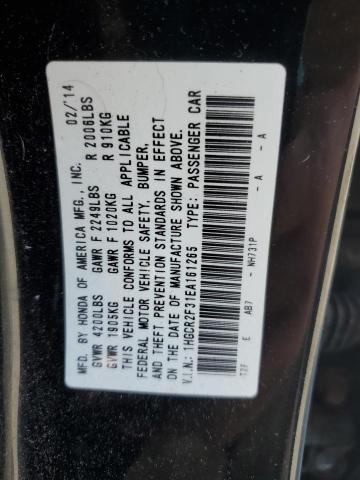 MFD. BY HONDA OF AMERICA MFG., INC. 02/'14
GVWR 4200LBS GAWR F 2249LBS R 2006LBS
GVWR 1905KG GAWR F 1020KG R 910KG
THIS VEHICLE CONFORMS TO ALL APPLICABLE
FEDERAL MOTOR VEHICLE SAFETY, BUMPER,
AND THEFT PREVENTION STANDARDS IN EFFECT
ON THE DATE OF MANUFACTURE SHOWN ABOVE.
V.I.N.: 1HGCR2F31EA161265 TYPE: PASSENGER CAR
E AB7 NH731P - A - A
T2F